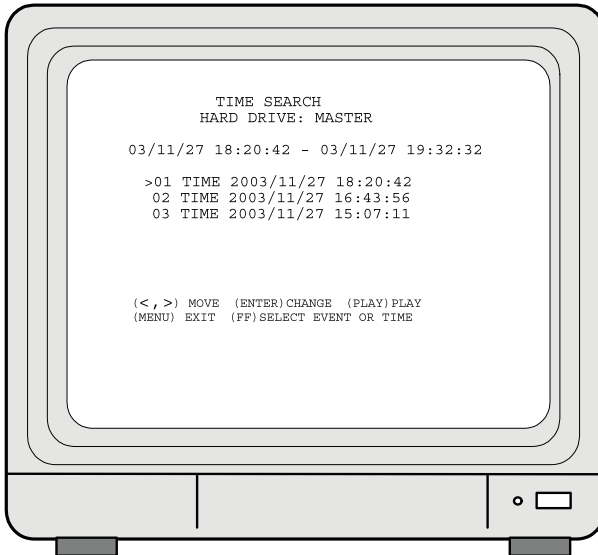 TIME SEARCH
HARD DRIVE: MASTER
03/11/27 18:20:42 - 03/11/27 19:32:32
>01 TIME 2003/11/27 18:20:42
02 TIME 2003/11/27 16:43:56
03 TIME 2003/11/27 15:07:11
(<,>) MOVE (ENTER)CHANGE (PLAY)PLAY
(MENU) EXIT (FF)SELECT EVENT OR TIME